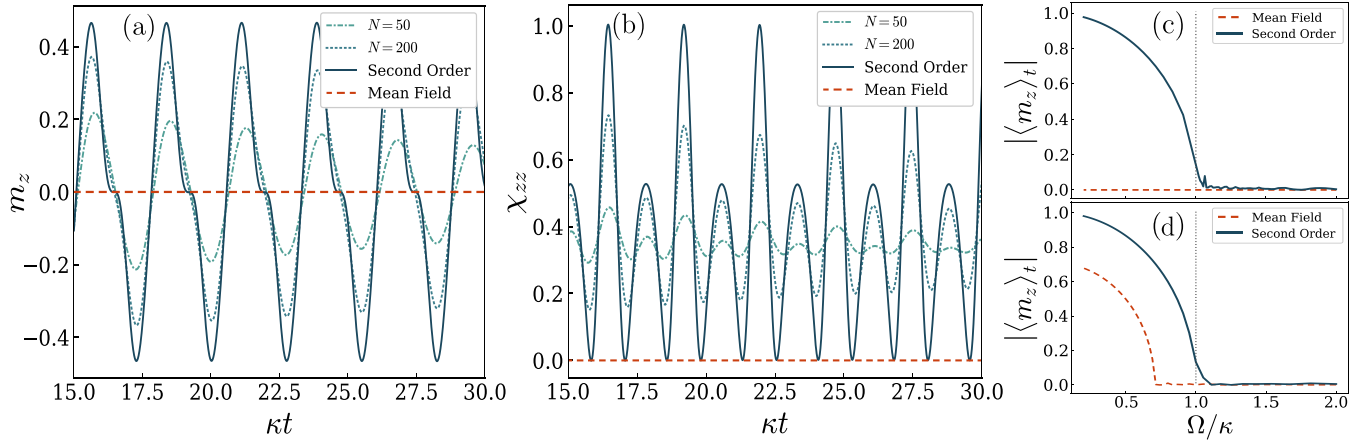 (a)
N = 50
N = 200
Second Order
Mean Field
0.4
0.2
0.0
−0.2
−0.4
m_z
15.0 17.5 20.0 22.5 25.0 27.5 30.0
κt
(b)
N = 50
N = 200
Second Order
Mean Field
1.0
0.8
0.6
0.4
0.2
0.0
χ_zz
15.0 17.5 20.0 22.5 25.0 27.5 30.0
κt
(c)
Mean Field
Second Order
1.0
0.8
0.6
0.4
0.2
0.0
|⟨m_z⟩_t|
(d)
Mean Field
Second Order
1.0
0.8
0.6
0.4
0.2
0.0
|⟨m_z⟩_t|
0.5 1.0 1.5 2.0
Ω/κ